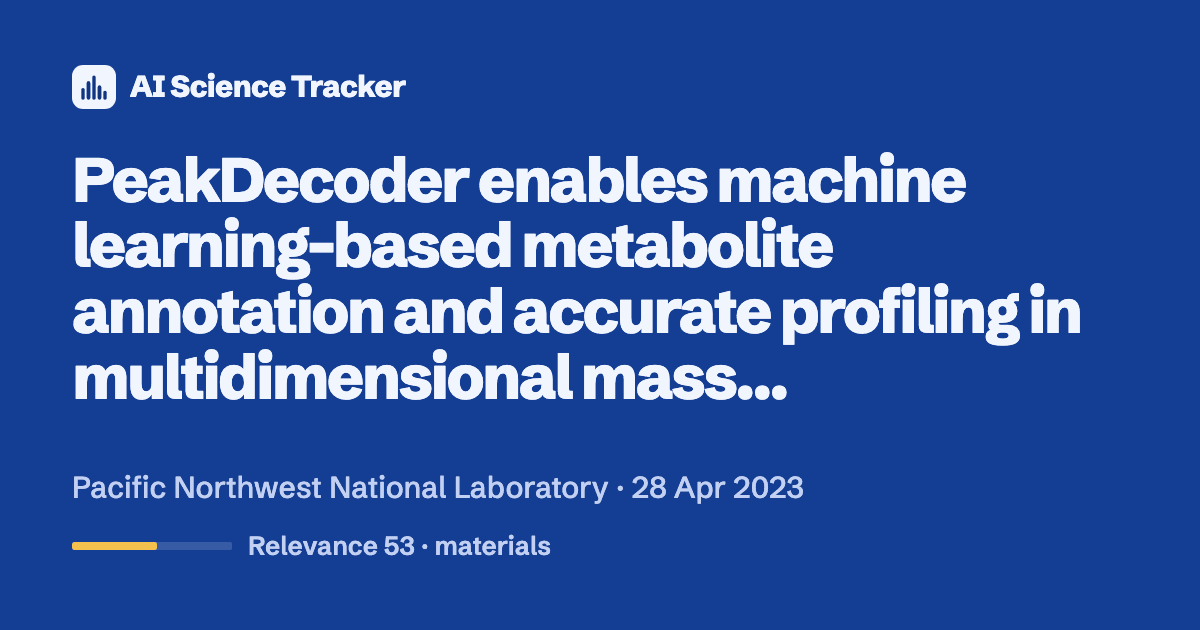 AI Science Tracker
PeakDecoder enables machine
learning-based metabolite
annotation and accurate profiling in
multidimensional mass...
Pacific Northwest National Laboratory · 28 Apr 2023
Relevance 53 · materials